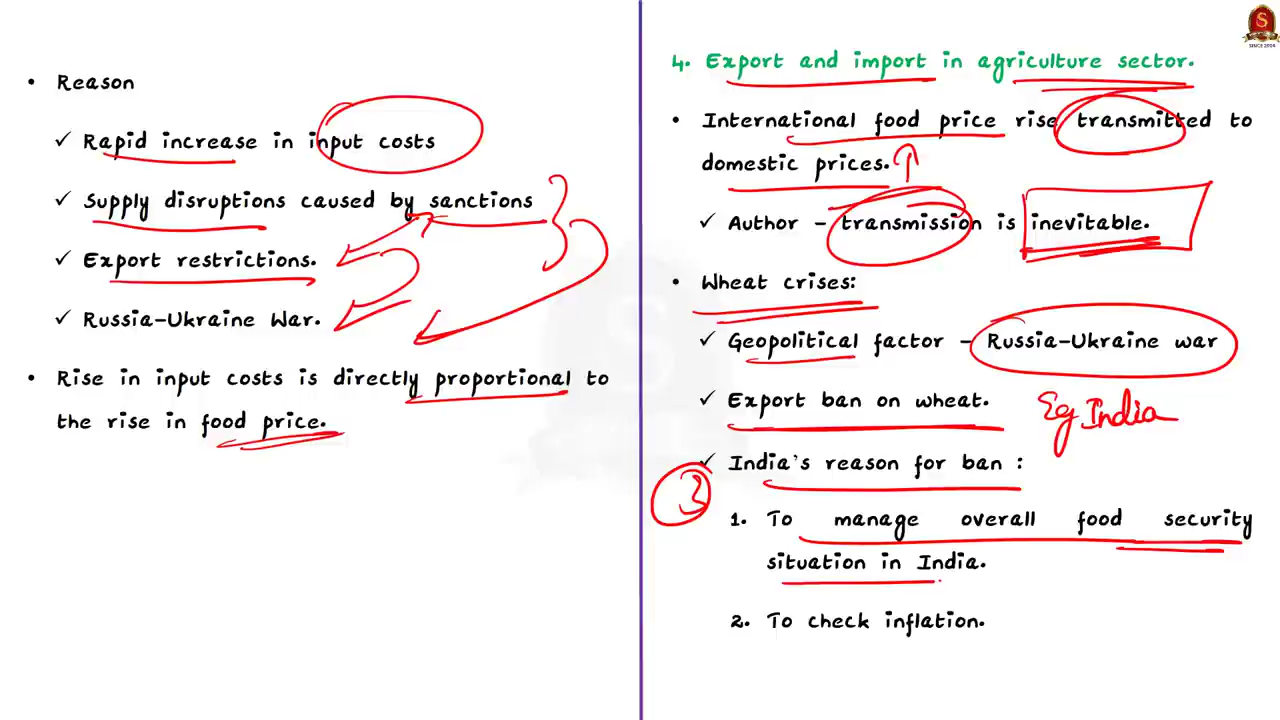 • Reason
✓ Rapid increase in input costs
✓ Supply disruptions caused by sanctions
✓ Export restrictions.
✓ Russia-Ukraine War.
• Rise in input costs is directly proportional to
the rise in food price.
S
SINCE 2004
4. Export and import in agriculture sector.
• International food price rise transmitted to
domestic prices.
✓ Author – transmission is inevitable.
• Wheat crises:
✓ Geopolitical factor – Russia-Ukraine war
✓ Export ban on wheat.
Eg India
✓ India's reason for ban :
3
1. To manage overall food security
situation in India.
2. To check inflation.